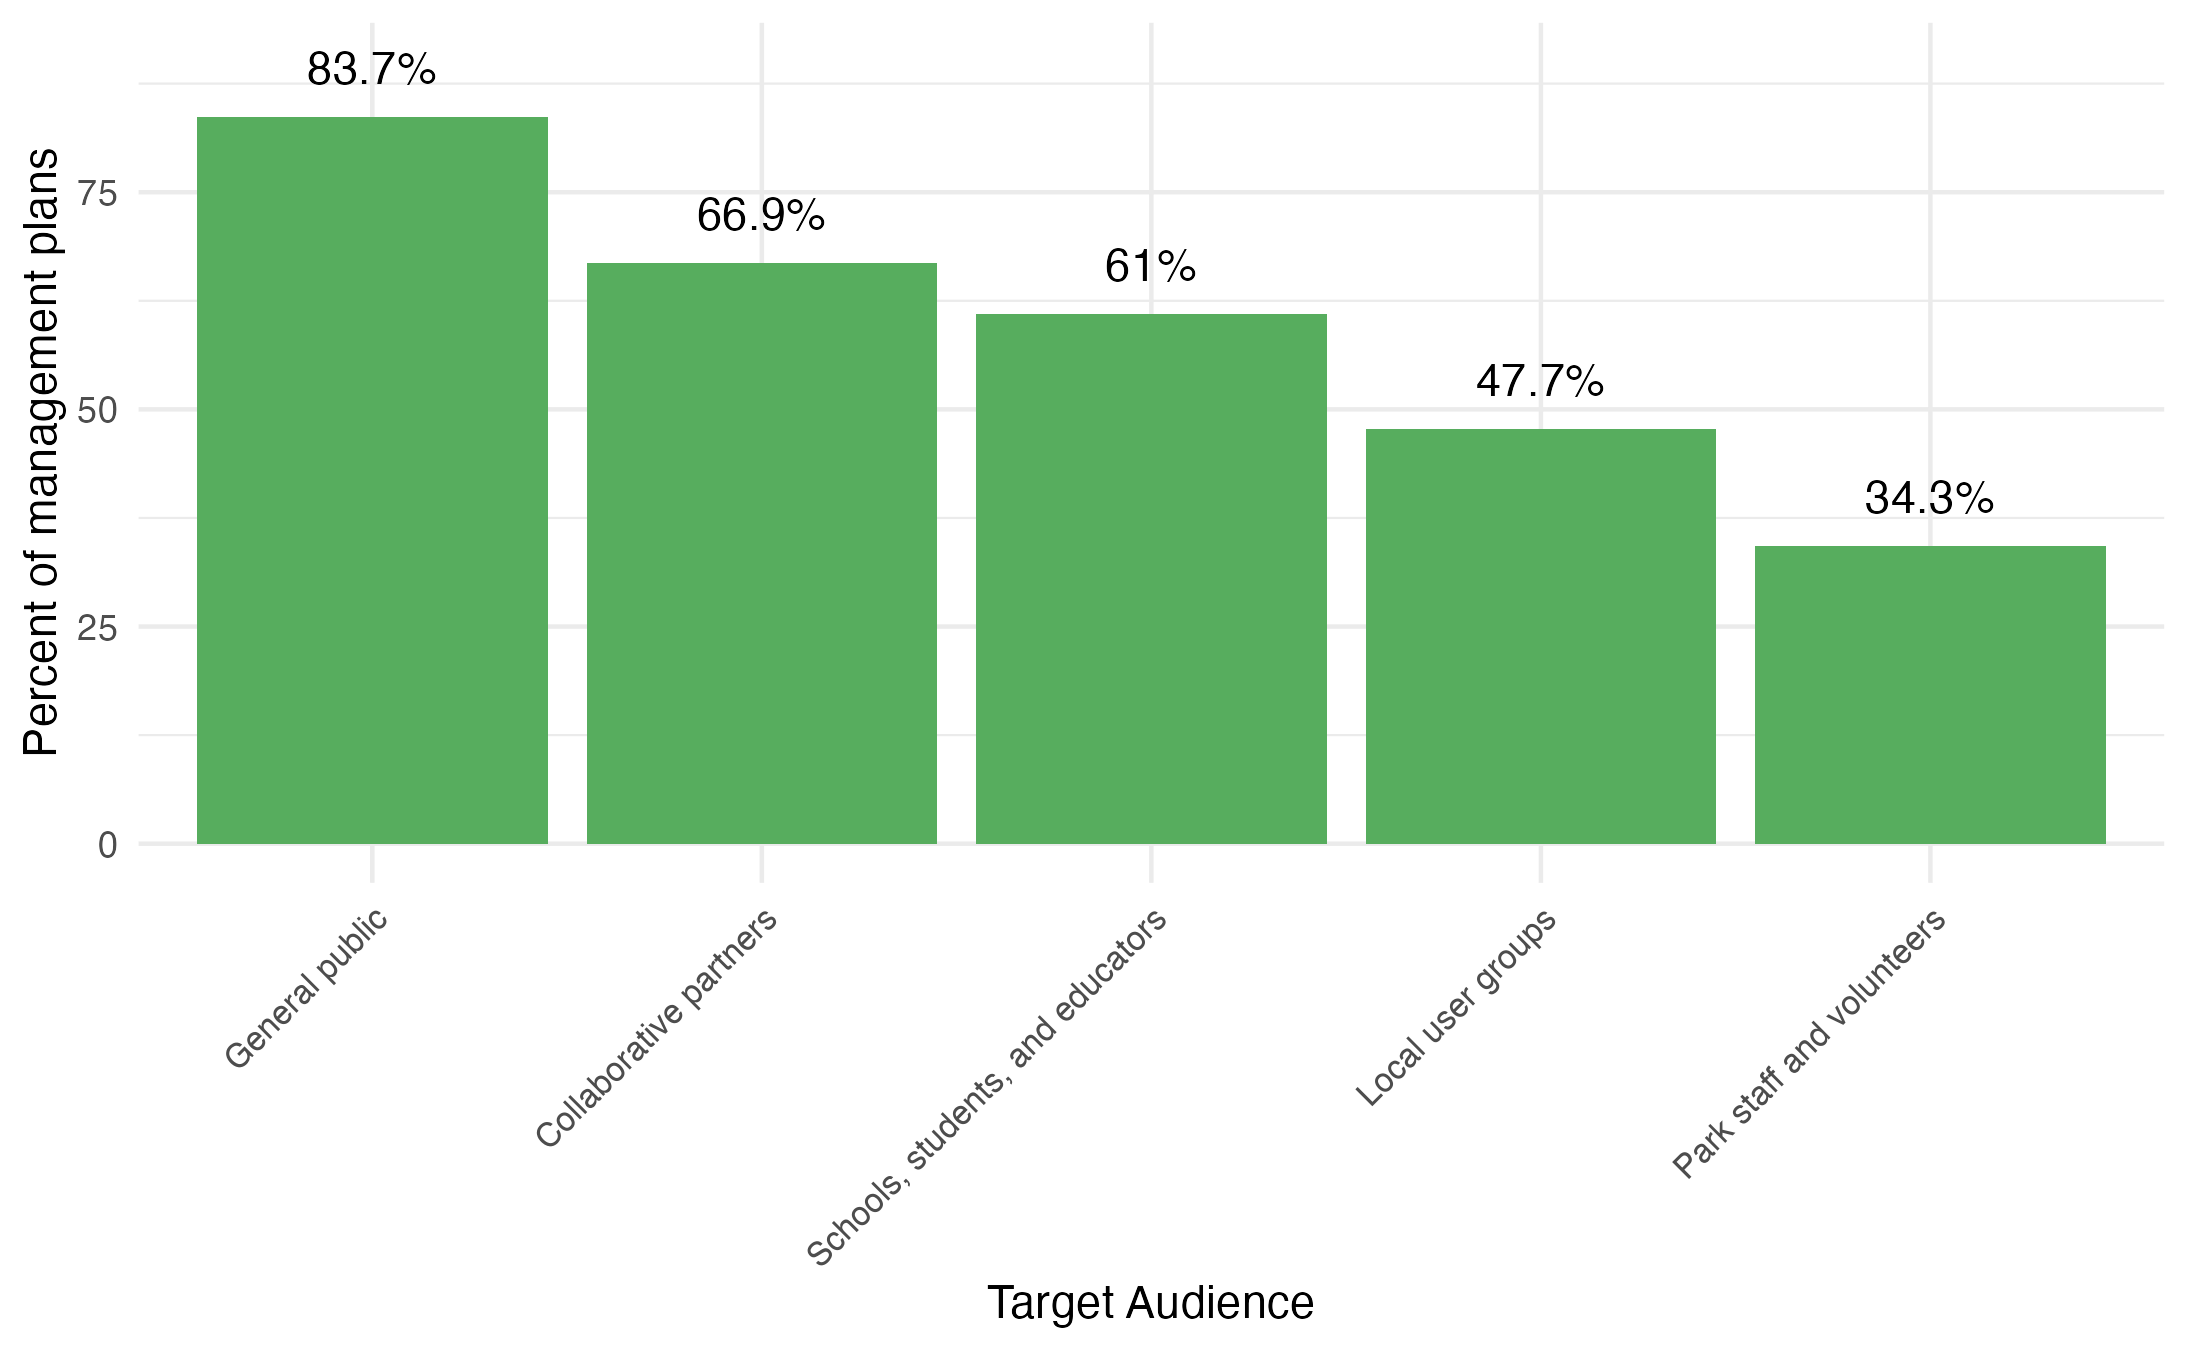 83.7%
66.9%
61%
47.7%
34.3%
Percent of management plans
75
50
25
0
General public
Collaborative partners
Schools, students, and educators
Local user groups
Park staff and volunteers
Target Audience